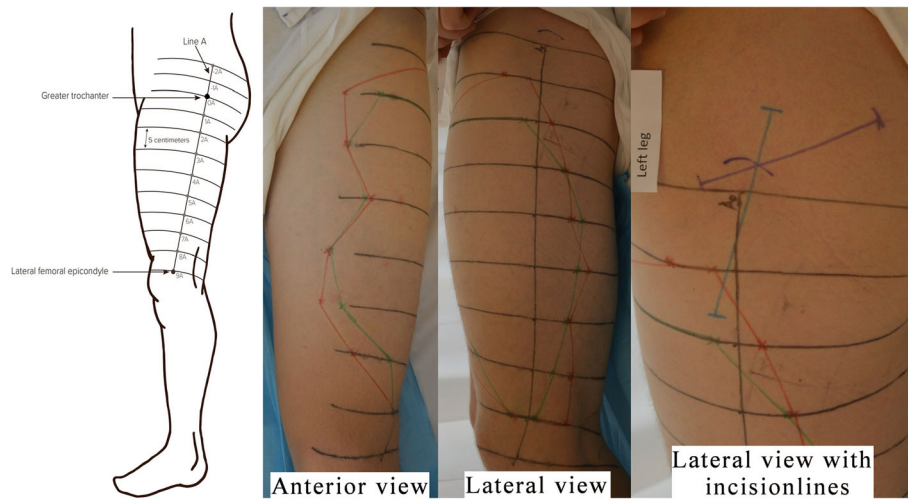 Line A
-2A
-1A
Greater trochanter
0A
1A
5 centimeters
2A
3A
4A
5A
6A
7A
8A
Lateral femoral epicondyle
9A
Left leg
Anterior view
Lateral view
Lateral view with
incisionlines